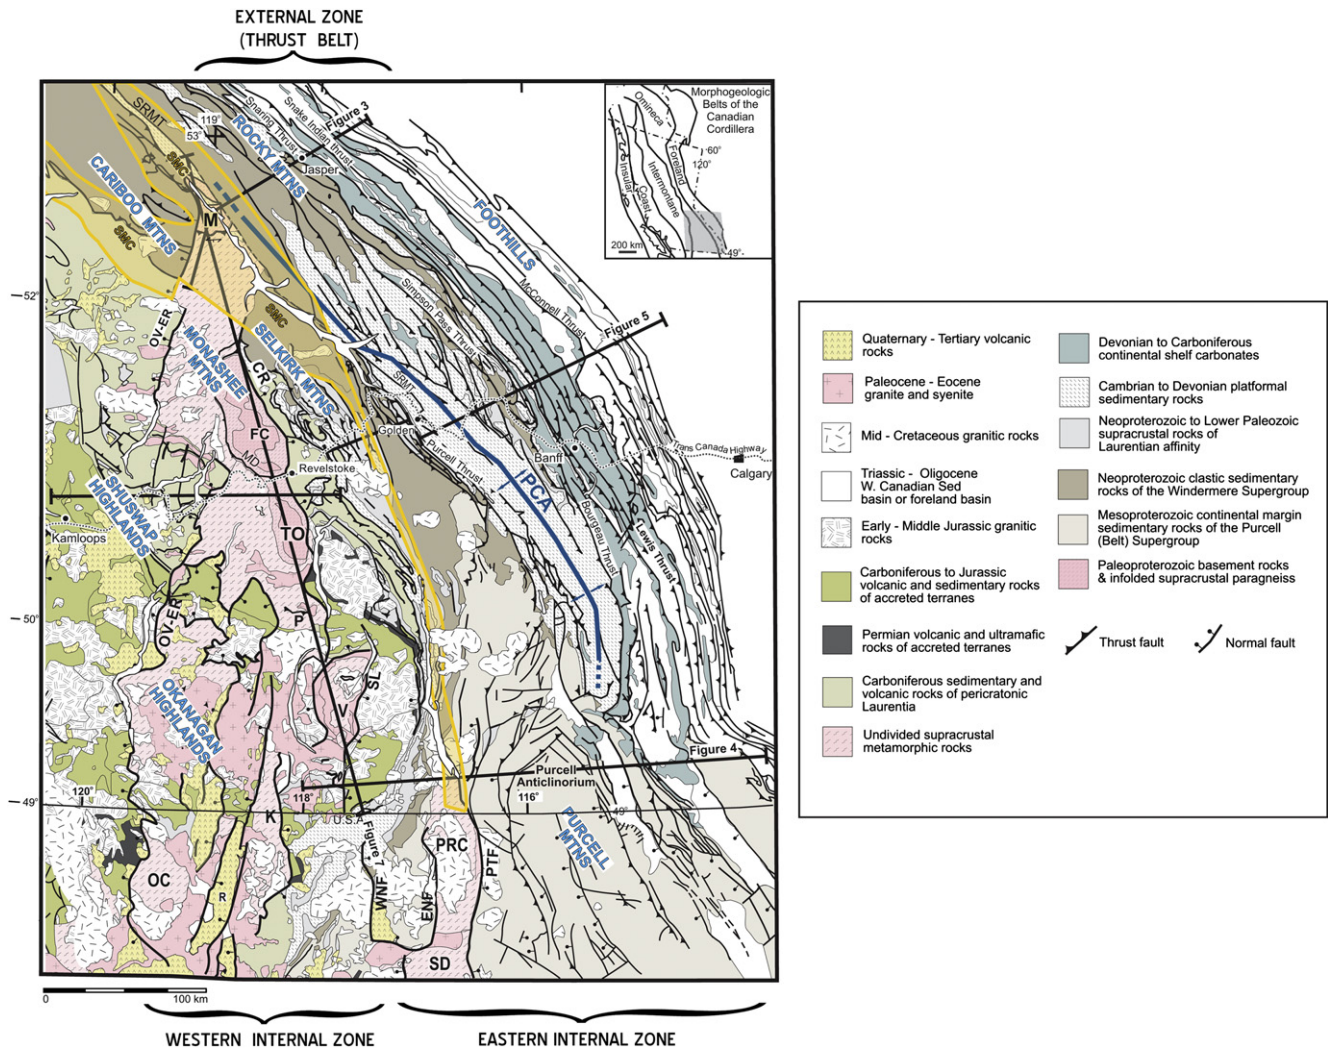 EXTERNAL ZONE
(THRUST BELT)
Morphogeologic
Belts of the
Canadian
Cordillera
Omineca
60°
120°
Foreland
Intermontane
Insular
Coast
200 km
49°
SRMT
119°
53°
Snaring Thrust
Snake Indian thrust
Figure 3
ROCKY MTNS
Jasper
SMC
CARIBOO MTNS
M
SMC
FOOTHILLS
52°
OV-ER
MONASHEE
MTNS
SMC
SELKIRK MTNS
CR
Simpson Pass Thrust
McConnell Thrust
Figure 5
SRMT
Golden
Purcell Thrust
FC
MD
Revelstoke
Banff
Trans Canada Highway
Calgary
PCA
SHUSWAP
HIGHLANDS
Kamloops
TO
Bourgeau Thrust
Lewis Thrust
50°
OV-ER
P
SL
V
OKANAGAN
HIGHLANDS
Figure 4
Purcell
Anticlinorium
49°
120°
118°
116°
49°
U.S.A
K
Figure 7
PURCELL
MTNS
PRC
PTF
WNF
ENF
OC
R
SD
0
100 km
WESTERN INTERNAL ZONE
EASTERN INTERNAL ZONE
Quaternary - Tertiary volcanic
rocks
Paleocene - Eocene
granite and syenite
Mid - Cretaceous granitic rocks
Triassic - Oligocene
W. Canadian Sed
basin or foreland basin
Early - Middle Jurassic granitic
rocks
Carboniferous to Jurassic
volcanic and sedimentary rocks
of accreted terranes
Permian volcanic and ultramafic
rocks of accreted terranes
Carboniferous sedimentary and
volcanic rocks of pericratonic
Laurentia
Undivided supracrustal
metamorphic rocks
Devonian to Carboniferous
continental shelf carbonates
Cambrian to Devonian platformal
sedimentary rocks
Neoproterozoic to Lower Paleozoic
supracrustal rocks of
Laurentian affinity
Neoproterozoic clastic sedimentary
rocks of the Windermere Supergroup
Mesoproterozoic continental margin
sedimentary rocks of the Purcell
(Belt) Supergroup
Paleoproterozoic basement rocks
& infolded supracrustal paragneiss
Thrust fault
Normal fault